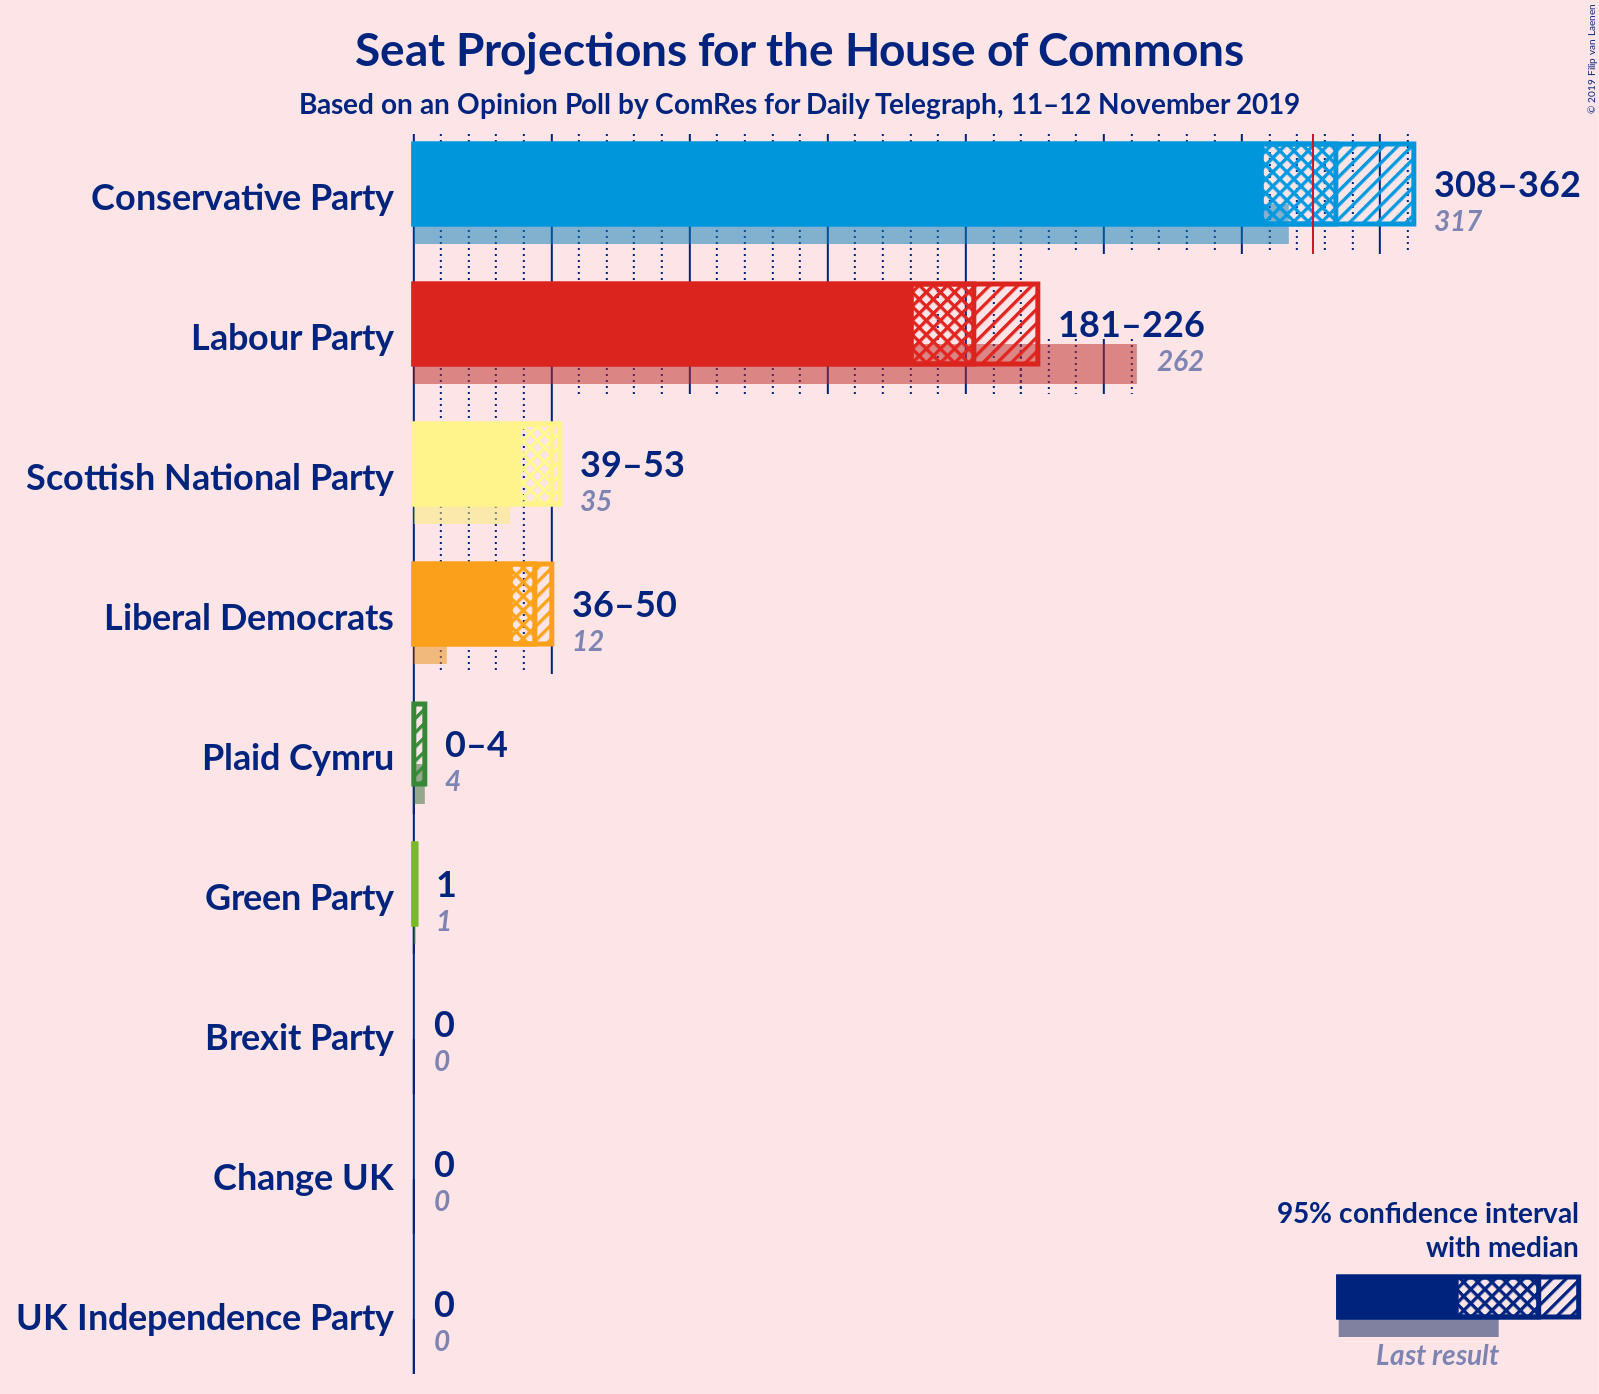 Seat Projections for the House of Commons
Based on an Opinion Poll by ComRes for Daily Telegraph, 11–12 November 2019
© 2019 Filip van Laenen
Conservative Party
308–362
317
Labour Party
181–226
262
Scottish National Party
39–53
35
Liberal Democrats
36–50
12
Plaid Cymru
0–4
4
Green Party
1
1
Brexit Party
0
0
Change UK
0
0
UK Independence Party
0
0
95% confidence interval
with median
Last result